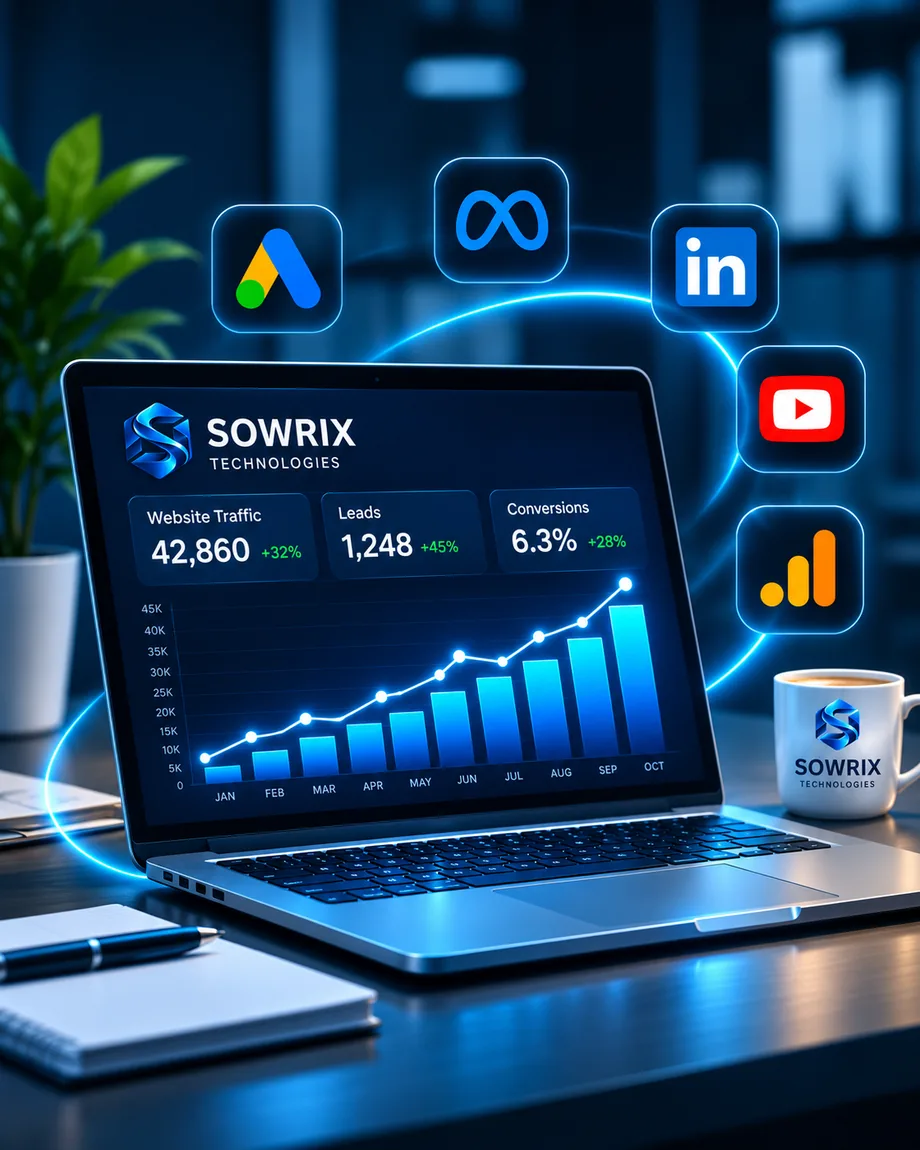 in
SOWRIX
TECHNOLOGIES
Website Traffic
42,860 +32%
Leads
1,248 +45%
Conversions
6.3% +28%
45K
40K
35K
30K
25K
20K
15K
10K
5K
0
JAN FEB MAR APR MAY JUN JUL AUG SEP OCT
SOWRIX
TECHNOLOGIES